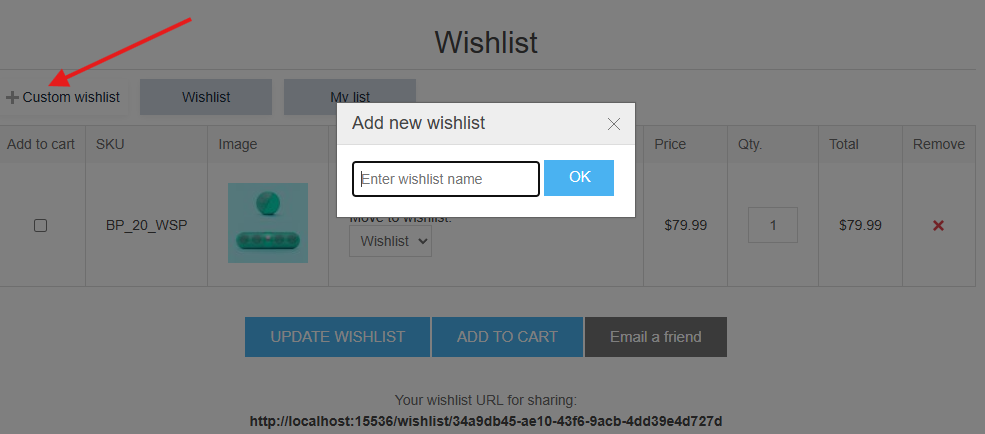 Wishlist
Custom wishlist
Wishlist
My list
Add new wishlist
Enter wishlist name
OK
Add to cart
SKU
Image
Price
Qty.
Total
Remove
BP_20_WSP
Move to wishlist:
Wishlist
$79.99
1
$79.99
UPDATE WISHLIST
ADD TO CART
Email a friend
Your wishlist URL for sharing:
http://localhost:15536/wishlist/34a9db45-ae10-43f6-9acb-4dd39e4d727d